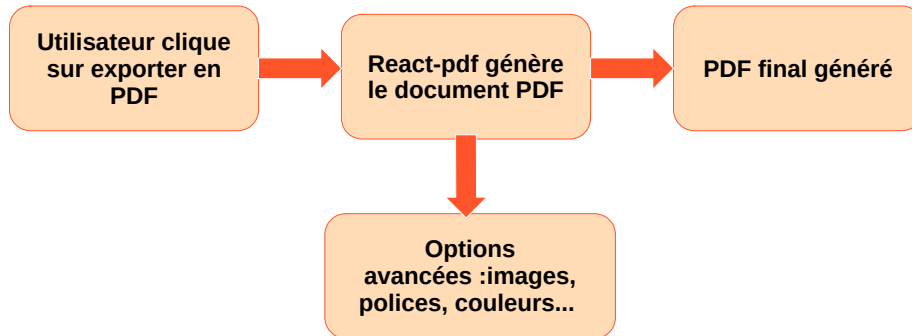 Utilisateur clique
sur exporter en
PDF
React-pdf génère
le document PDF
PDF final généré
Options
avancées :images,
polices, couleurs...